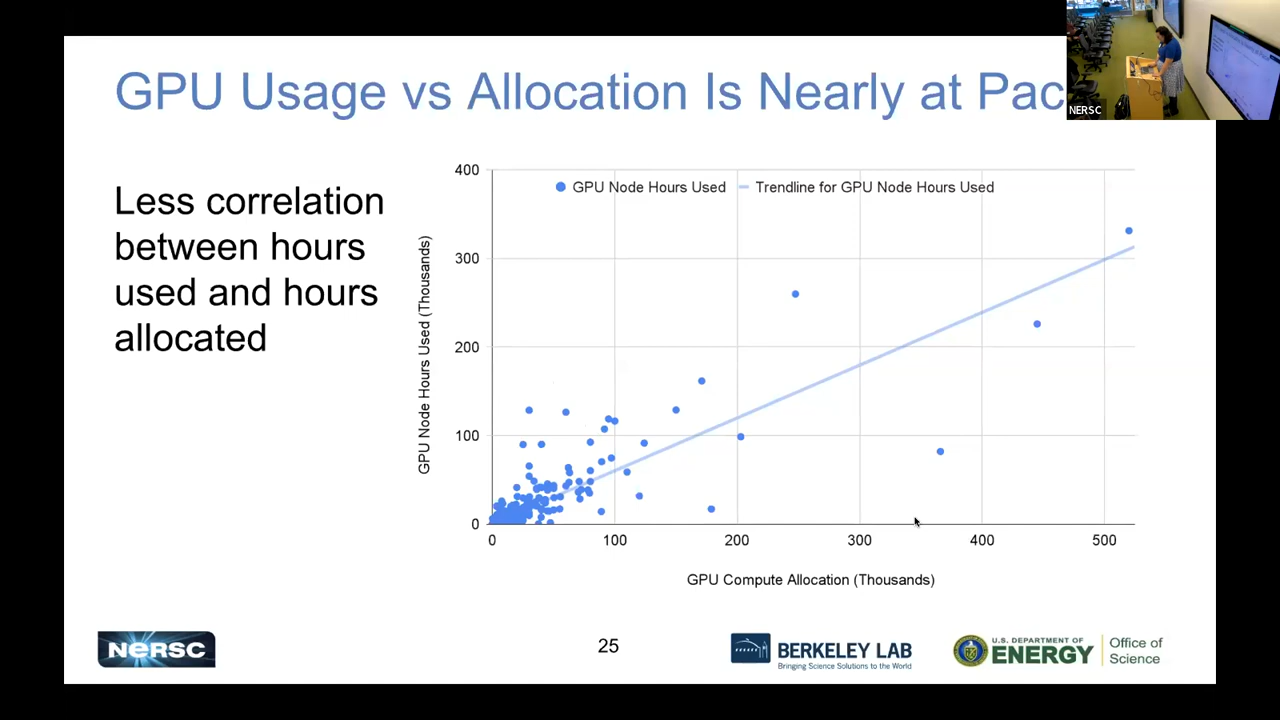 GPU Usage vs Allocation Is Nearly at Pac
NERSC
Less correlation
between hours
used and hours
allocated
GPU Node Hours Used
Trendline for GPU Node Hours Used
GPU Node Hours Used (Thousands)
400
300
200
100
0
0 100 200 300 400 500
GPU Compute Allocation (Thousands)
NERSC
25
BERKELEY LAB
Bringing Science Solutions to the World
U.S. DEPARTMENT OF
ENERGY
Office of
Science